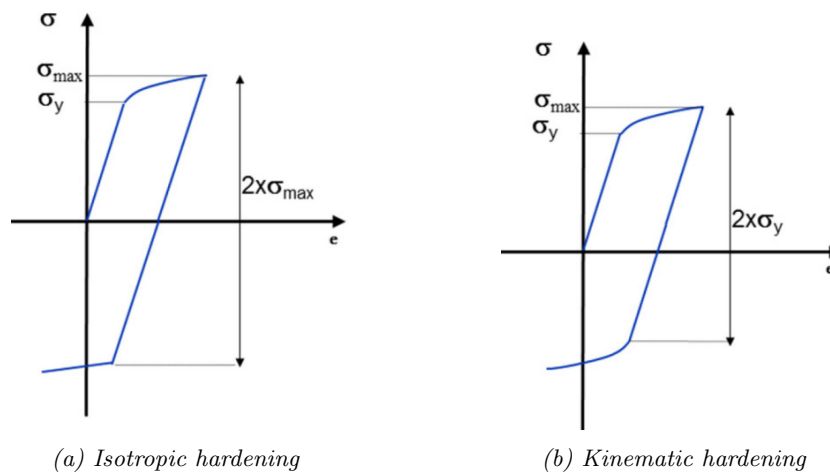 σ
σmax
σy
2xσmax
e
(a) Isotropic hardening
σ
σmax
σy
2xσy
e
(b) Kinematic hardening